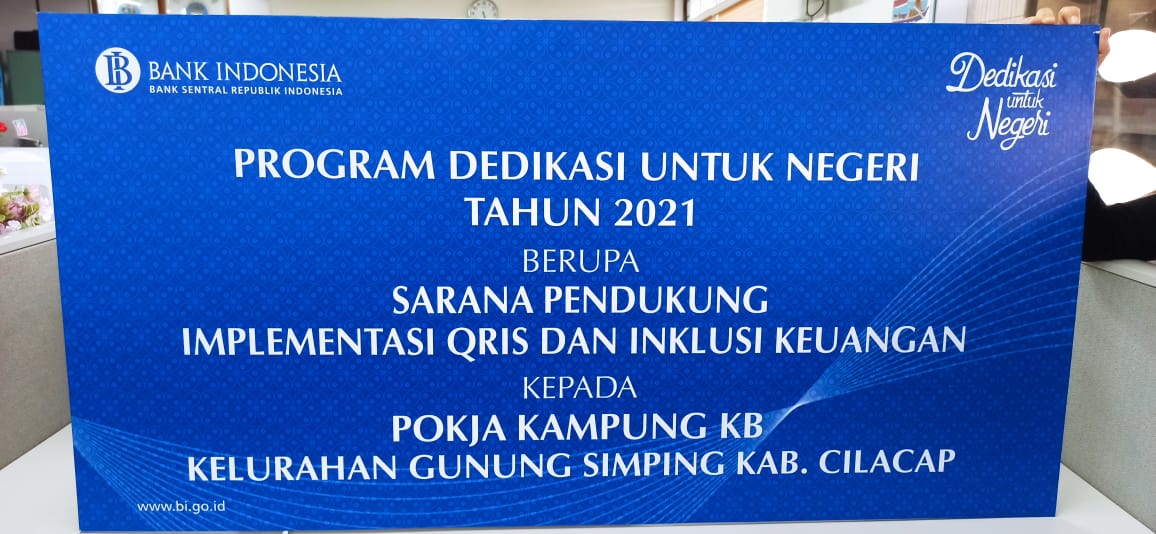 BANK INDONESIA
BANK SENTRAL REPUBLIK INDONESIA
Dedikasi
untuk
Negeri
PROGRAM DEDIKASI UNTUK NEGERI
TAHUN 2021
BERUPA
SARANA PENDUKUNG
IMPLEMENTASI QRIS DAN INKLUSI KEUANGAN
KEPADA
POKJA KAMPUNG KB
KELURAHAN GUNUNG SIMPING KAB. CILACAP
www.bi.go.id